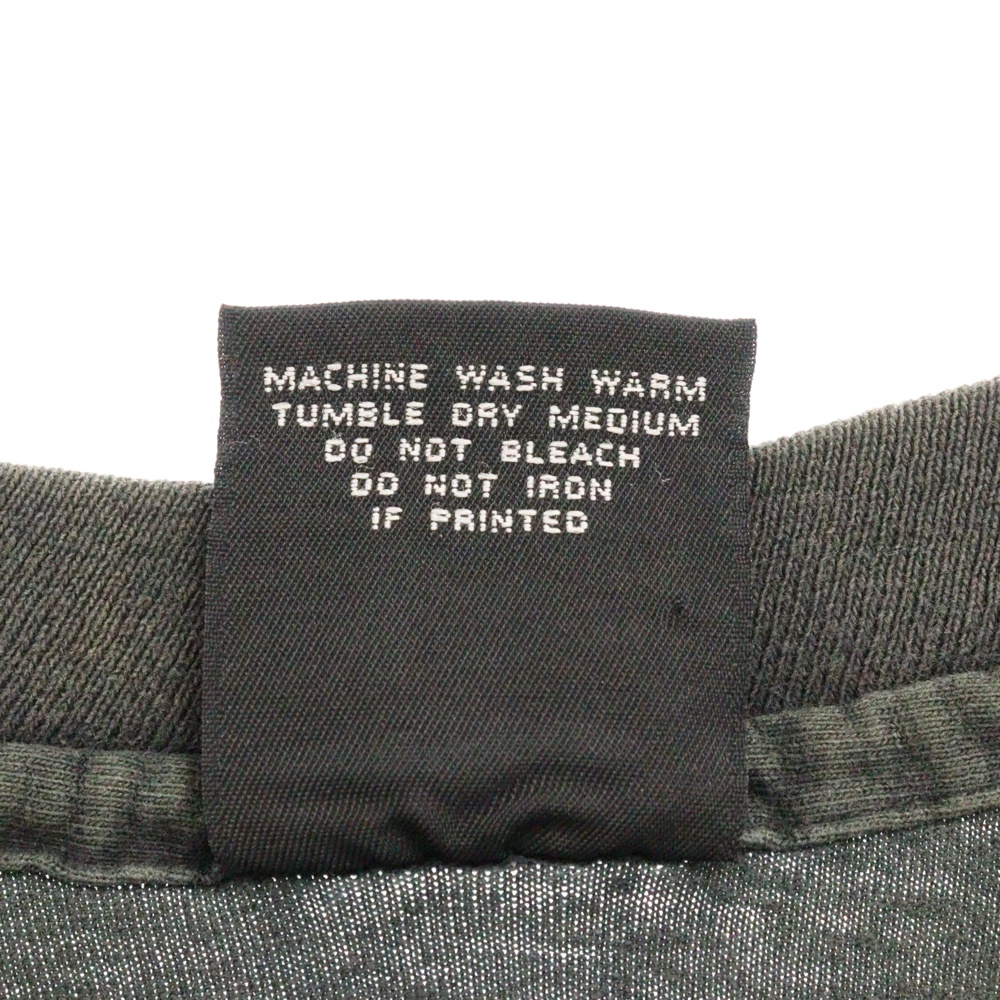 MACHINE WASH WARM
TUMBLE DRY MEDIUM
DO NOT BLEACH
DO NOT IRON
IF PRINTED